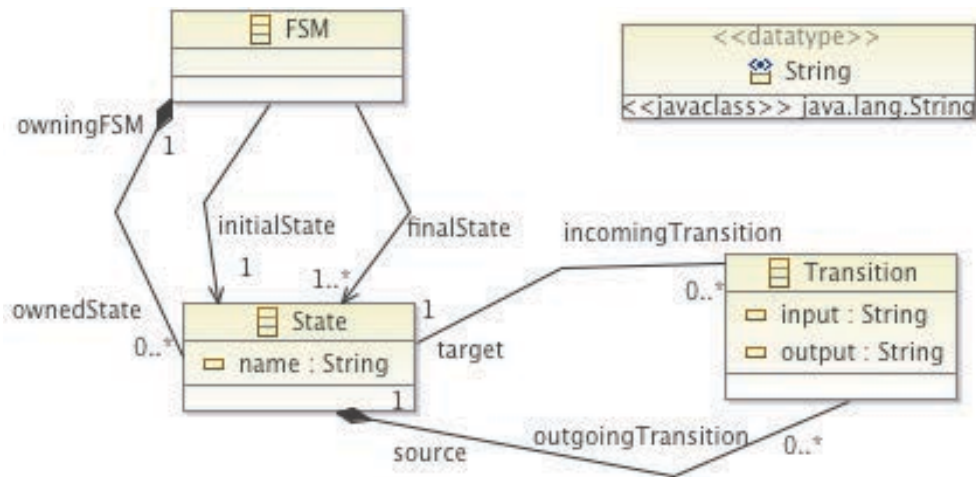 FSM
<<datatype>>
String
<<javaclass>> java.lang.String
owningFSM
1
initialState
1
finalState
1..*
ownedState
0..*
State
name : String
incomingTransition
0..*
1
target
Transition
input : String
output : String
1
source
outgoingTransition
0..*